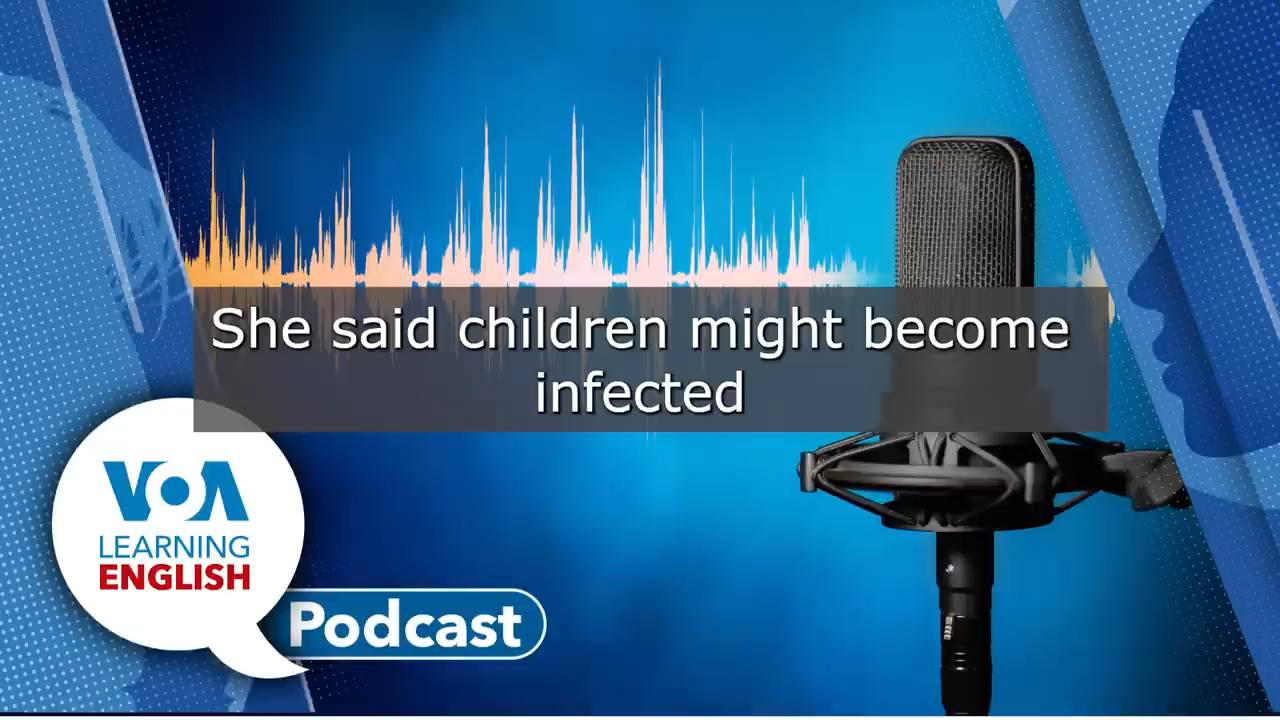 She said children might become
infected
VOA
LEARNING
ENGLISH
Podcast